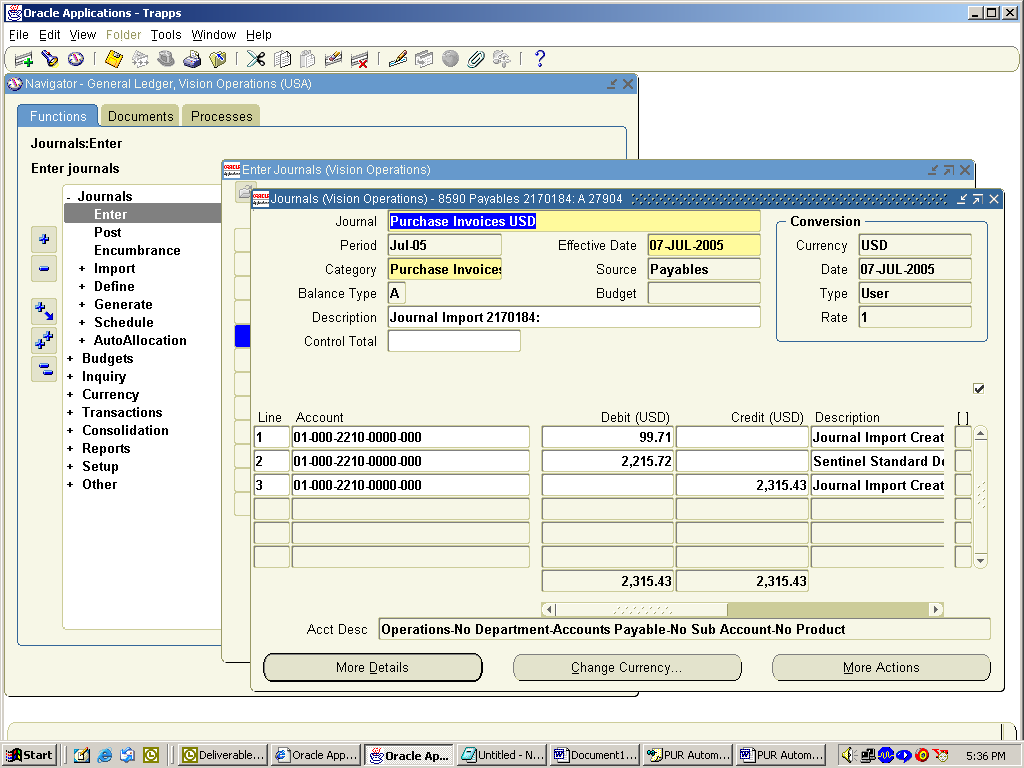 Oracle Applications - Trapps
File Edit View Folder Tools Window Help
Navigator - General Ledger, Vision Operations (USA)
Functions Documents Processes
Journals:Enter
Enter journals
- Journals
Enter
Post
Encumbrance
+ Import
+ Define
+ Generate
+ Schedule
+ AutoAllocation
+ Budgets
+ Inquiry
+ Currency
+ Transactions
+ Consolidation
+ Reports
+ Setup
+ Other
Enter Journals (Vision Operations)
Journals (Vision Operations) - 8590 Payables 2170184: A 27904
Journal Purchase Invoices USD
Period Jul-05 Effective Date 07-JUL-2005
Category Purchase Invoices Source Payables
Balance Type A Budget
Description Journal Import 2170184:
Control Total
Conversion
Currency USD
Date 07-JUL-2005
Type User
Rate 1
Line Account Debit (USD) Credit (USD) Description [ ]
1 01-000-2210-0000-000 99.71 Journal Import Creat
2 01-000-2210-0000-000 2,215.72 Sentinel Standard De
3 01-000-2210-0000-000 2,315.43 Journal Import Creat
2,315.43 2,315.43
Acct Desc Operations-No Department-Accounts Payable-No Sub Account-No Product
More Details Change Currency... More Actions
Start Deliverable... Oracle App... Oracle Ap... Untitled - N... Document1... PUR Autom... PUR Autom... 5:36 PM